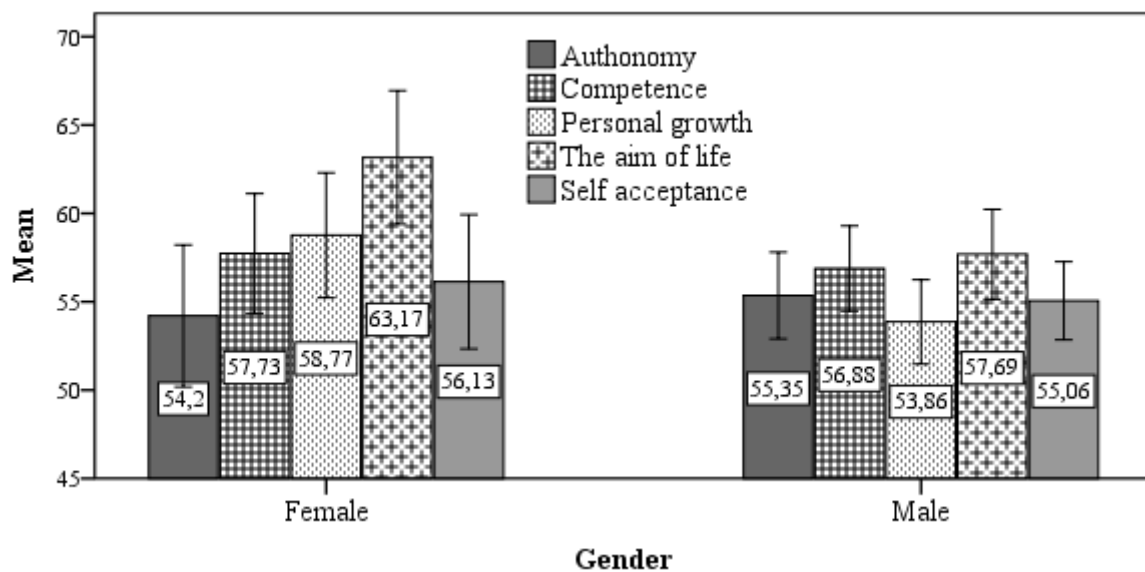 70
65
60
55
50
45
Mean
Authonomy
Competence
Personal growth
The aim of life
Self acceptance
54,2
57,73
58,77
63,17
56,13
55,35
56,88
53,86
57,69
55,06
Female
Male
Gender